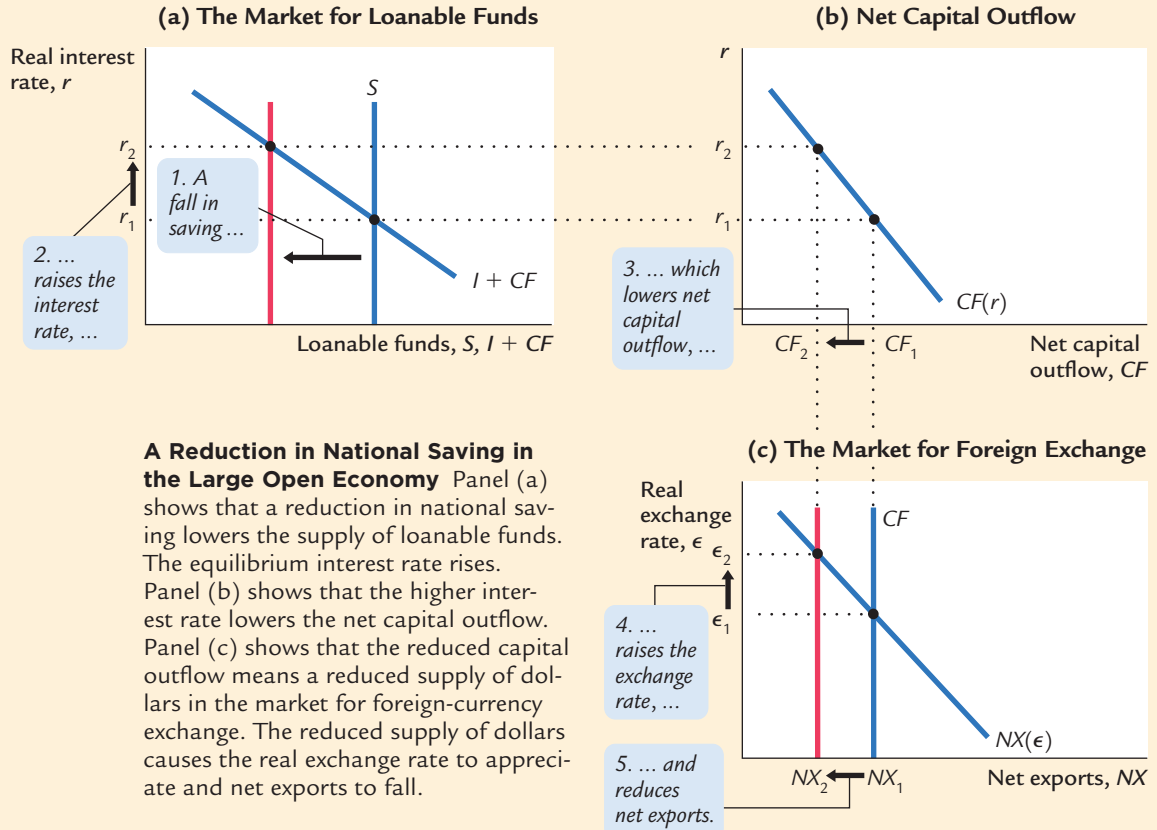 (a) The Market for Loanable Funds
Real interest
rate, r
S
r2
r1
1. A
fall in
saving ...
2. ...
raises the
interest
rate, ...
I + CF
Loanable funds, S, I + CF
(b) Net Capital Outflow
r
r2
r1
3. ... which
lowers net
capital
outflow, ...
CF(r)
CF2
CF1
Net capital
outflow, CF
A Reduction in National Saving in
the Large Open Economy Panel (a)
shows that a reduction in national sav-
ing lowers the supply of loanable funds.
The equilibrium interest rate rises.
Panel (b) shows that the higher inter-
est rate lowers the net capital outflow.
Panel (c) shows that the reduced capital
outflow means a reduced supply of dol-
lars in the market for foreign-currency
exchange. The reduced supply of dollars
causes the real exchange rate to appreci-
ate and net exports to fall.
(c) The Market for Foreign Exchange
Real
exchange
rate, ϵ
CF
ϵ2
ϵ1
4. ...
raises the
exchange
rate, ...
NX(ϵ)
5. ... and
reduces
net exports.
NX2
NX1
Net exports, NX